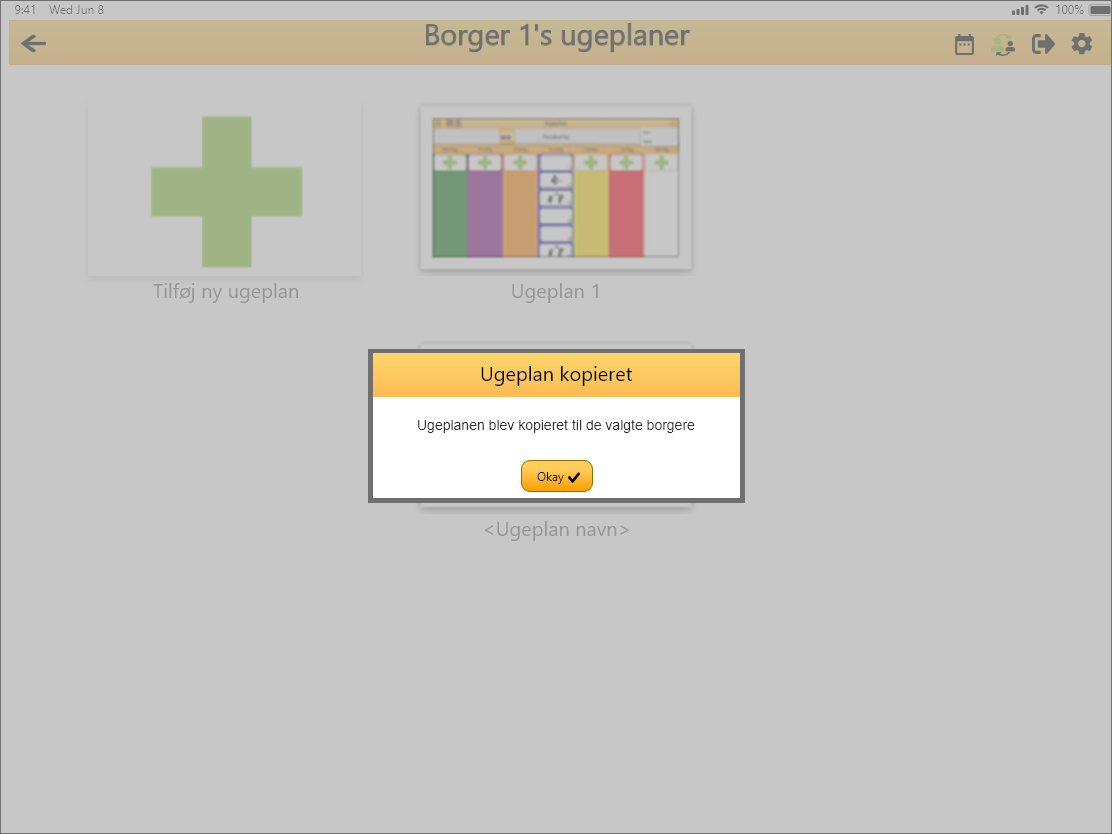 9:41 Wed Jun 8 100%
Borger 1's ugeplaner
Tilføj ny ugeplan
Ugeplan 1
Ugeplan kopieret
Ugeplanen blev kopieret til de valgte borgere
Okay
<Ugeplan navn>